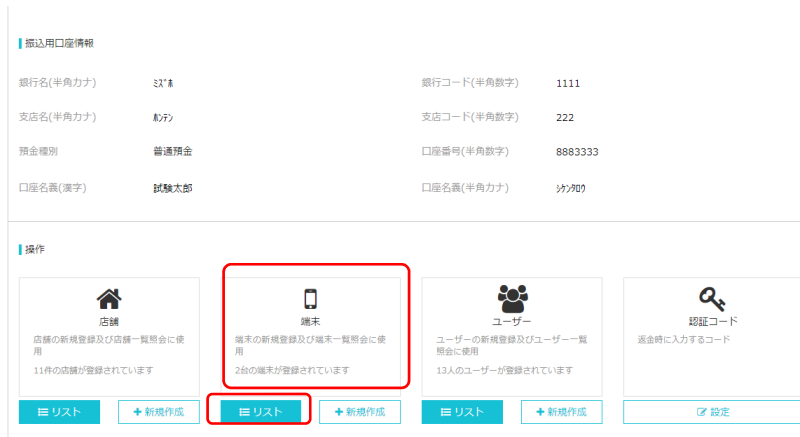 振込用口座情報
銀行名(半角カナ) ﾐｽﾞﾎ 銀行コード(半角数字) 1111
支店名(半角カナ) ﾎﾝﾃﾝ 支店コード(半角数字) 222
預金種別 普通預金 口座番号(半角数字) 8883333
口座名義(漢字) 試験太郎 口座名義(半角カナ) ｼｹﾝﾀﾛｳ
操作
店舗
店舗の新規登録及び店舗一覧照会に使
用
11件の店舗が登録されています
リスト +新規作成
端末
端末の新規登録及び端末一覧照会に使
用
2台の端末が登録されています
リスト +新規作成
ユーザー
ユーザーの新規登録及びユーザー一覧
照会に使用
13人のユーザーが登録されています
リスト +新規作成
認証コード
返金時に入力するコード
設定